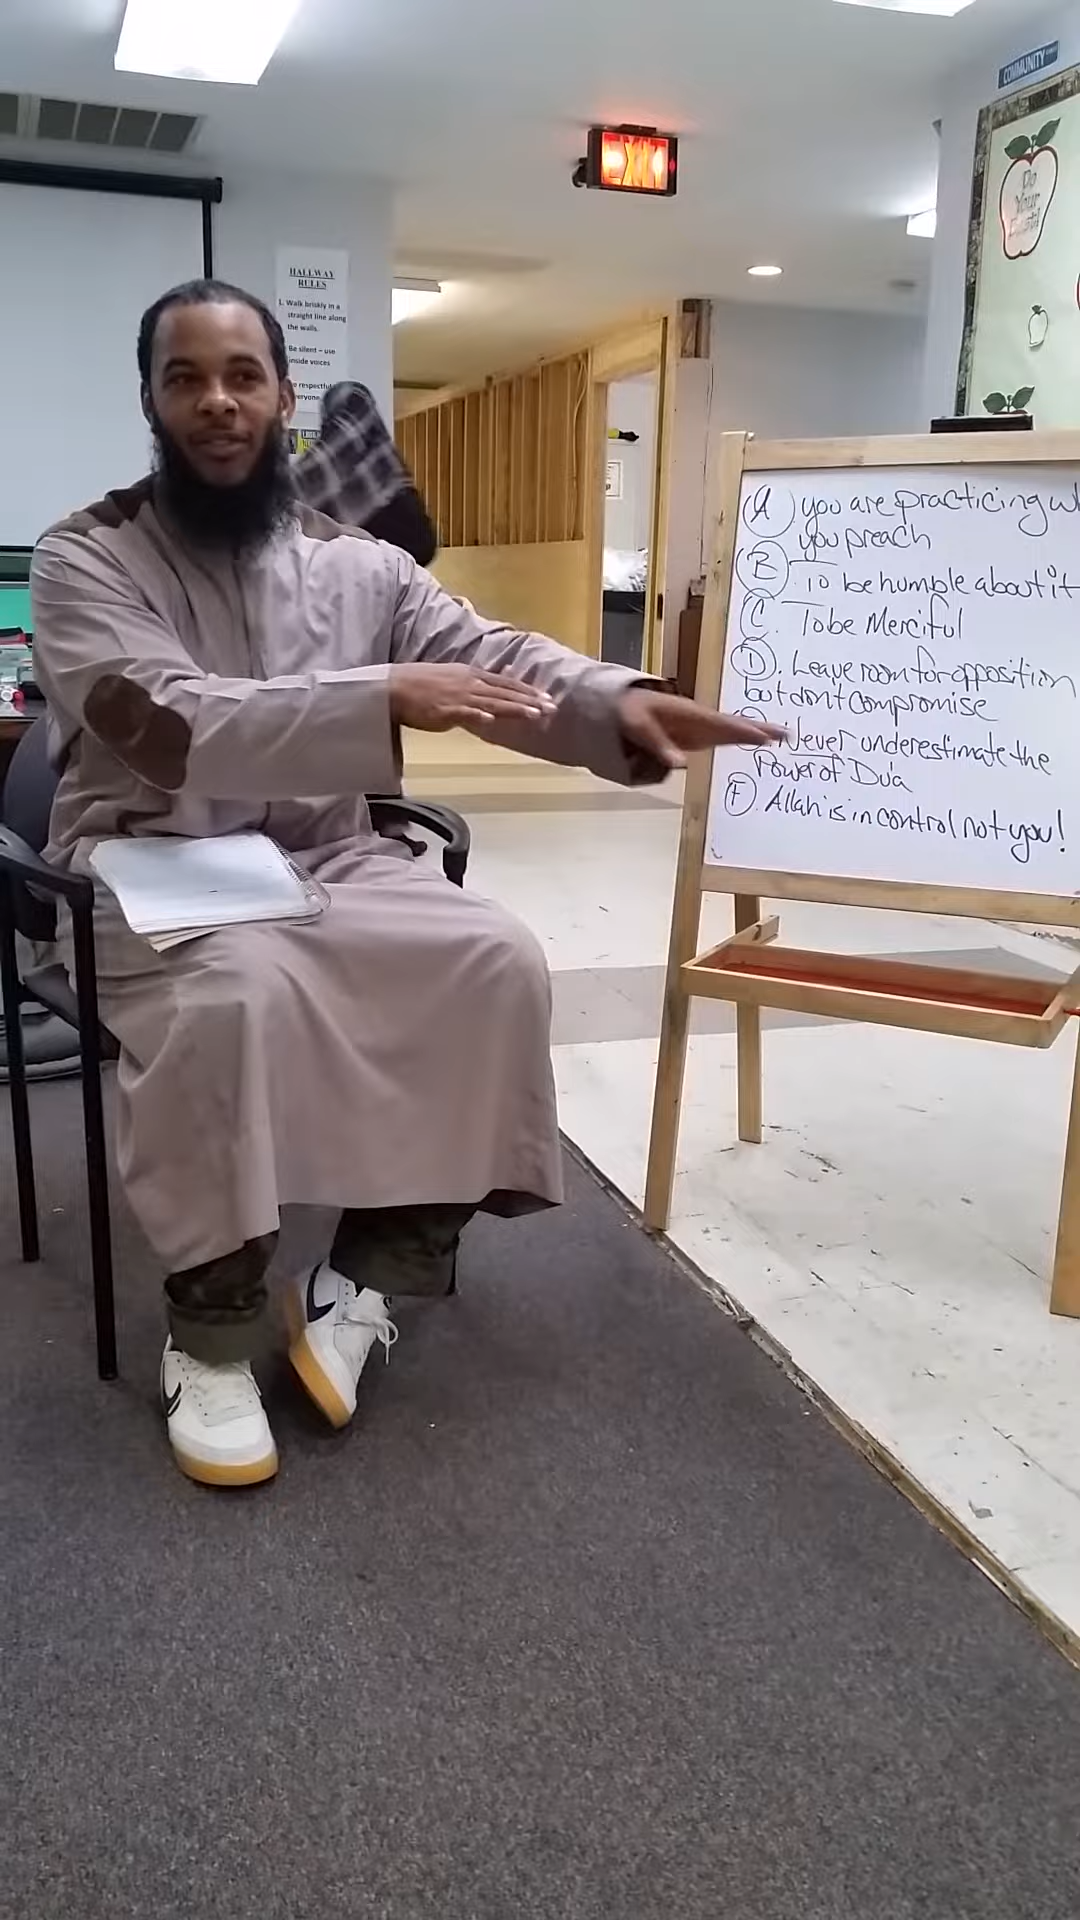 COMMUNITY
EXIT
Do
Your
HALLWAY
RULES
1. Walk briskly in a
straight line along
the walls.
Be silent – use
inside voices
respectful
(A) you are practicing
you preach
(B) To be humble about it
(C. To be Merciful
(D). Leave room for opposition
but dont compromise
Never underestimate the
Power of Du'a
(F). Allah is in control not you!